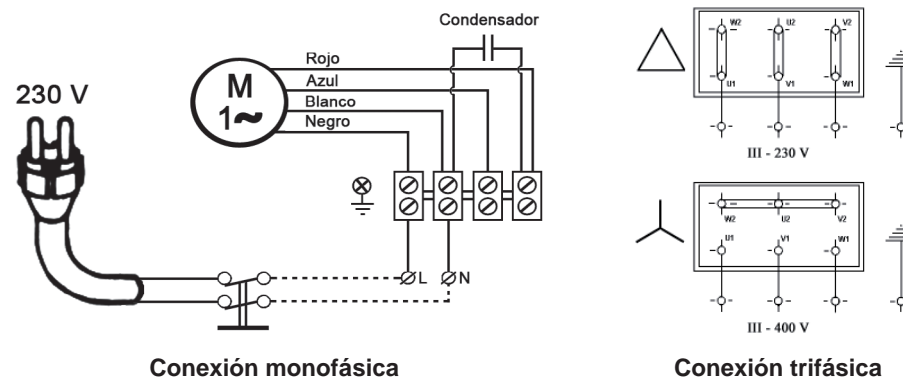 230 V
M
1~
Rojo
Azul
Blanco
Negro
Condensador
L
N
Conexión monofásica
W2 U2 V2
U1 V1 W1
III - 230 V
W2 U2 V2
U1 V1 W1
III - 400 V
Conexión trifásica